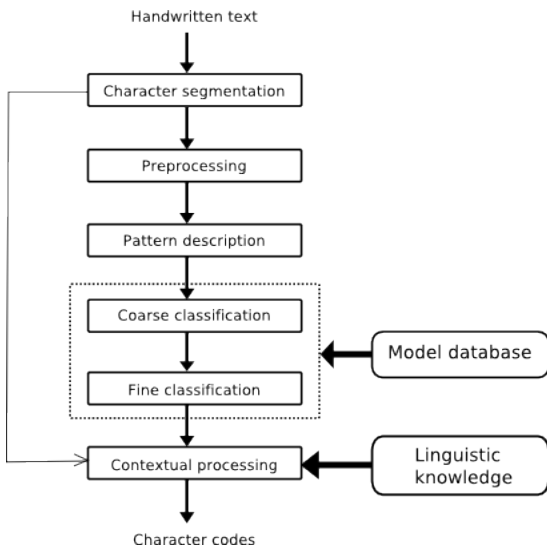 Handwritten text
Character segmentation
Preprocessing
Pattern description
Coarse classification
Model database
Fine classification
Contextual processing
Linguistic
knowledge
Character codes